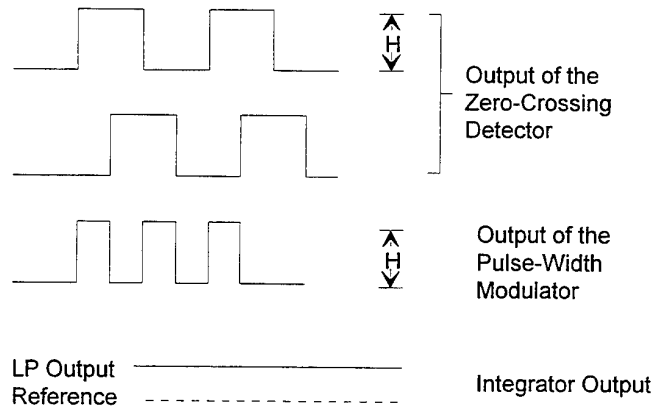 H
Output of the
Zero-Crossing
Detector
H
Output of the
Pulse-Width
Modulator
LP Output
Reference
Integrator Output